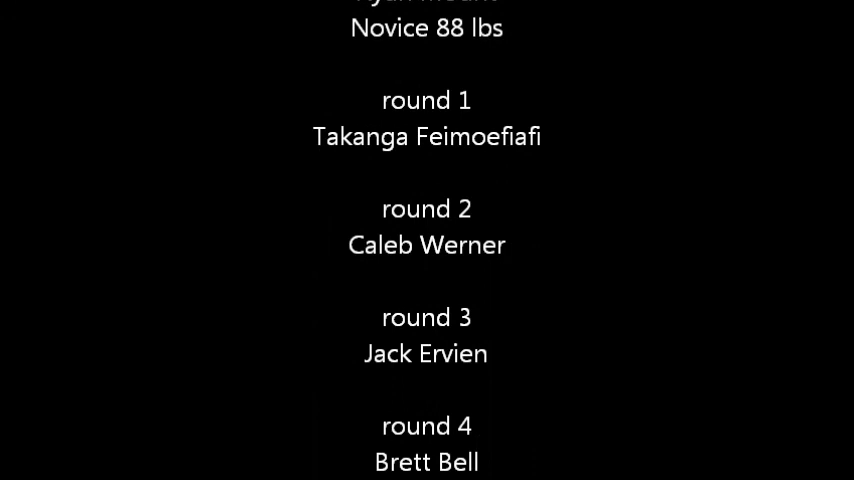 Novice 88 lbs
round 1
Takanga Feimoefiafi
round 2
Caleb Werner
round 3
Jack Ervien
round 4
Brett Bell